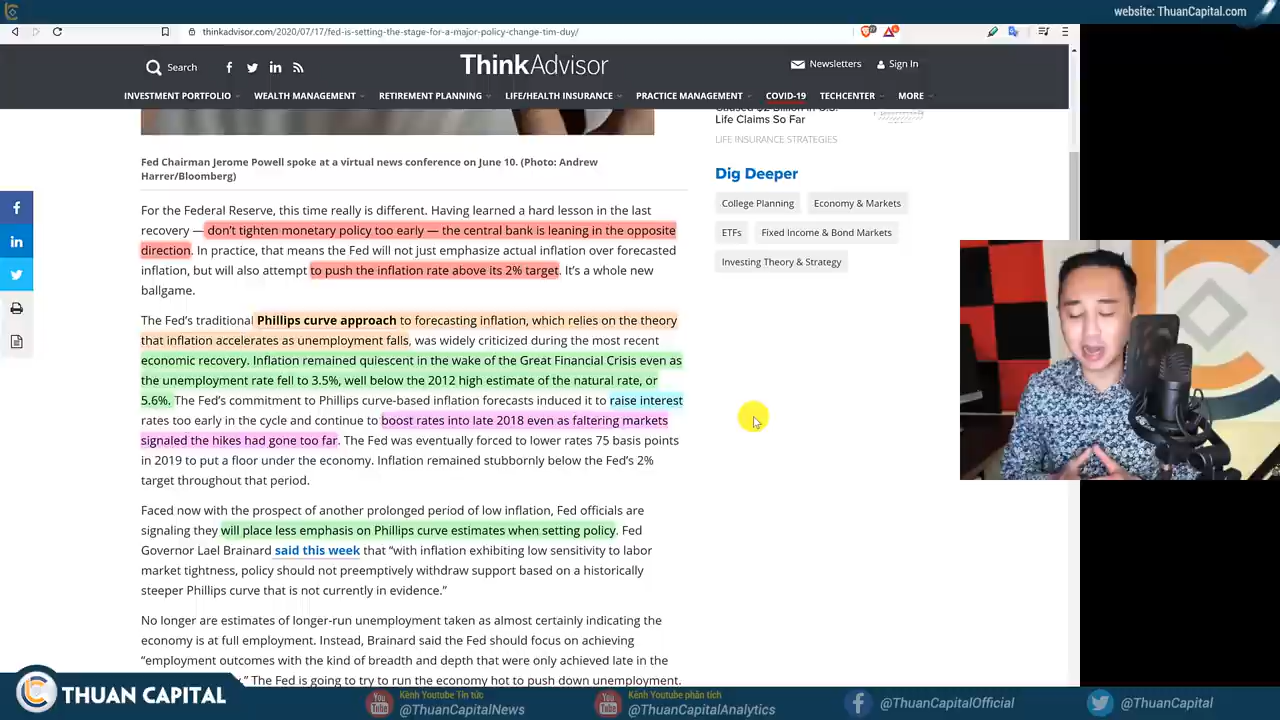 website: ThuanCapital.com
thinkadvisor.com/2020/07/17/fed-is-setting-the-stage-for-a-major-policy-change-tim-duy/
Search
ThinkAdvisor
Newsletters
Sign In
INVESTMENT PORTFOLIO
WEALTH MANAGEMENT
RETIREMENT PLANNING
LIFE/HEALTH INSURANCE
PRACTICE MANAGEMENT
COVID-19
TECHCENTER
MORE
Caused $2 Billion in U.S.
Life Claims So Far
LIFE INSURANCE STRATEGIES
Fed Chairman Jerome Powell spoke at a virtual news conference on June 10. (Photo: Andrew
Harrer/Bloomberg)
For the Federal Reserve, this time really is different. Having learned a hard lesson in the last
recovery — don't tighten monetary policy too early — the central bank is leaning in the opposite
direction. In practice, that means the Fed will not just emphasize actual inflation over forecasted
inflation, but will also attempt to push the inflation rate above its 2% target. It's a whole new
ballgame.
The Fed's traditional Phillips curve approach to forecasting inflation, which relies on the theory
that inflation accelerates as unemployment falls, was widely criticized during the most recent
economic recovery. Inflation remained quiescent in the wake of the Great Financial Crisis even as
the unemployment rate fell to 3.5%, well below the 2012 high estimate of the natural rate, or
5.6%. The Fed's commitment to Phillips curve-based inflation forecasts induced it to raise interest
rates too early in the cycle and continue to boost rates into late 2018 even as faltering markets
signaled the hikes had gone too far. The Fed was eventually forced to lower rates 75 basis points
in 2019 to put a floor under the economy. Inflation remained stubbornly below the Fed's 2%
target throughout that period.
Faced now with the prospect of another prolonged period of low inflation, Fed officials are
signaling they will place less emphasis on Phillips curve estimates when setting policy. Fed
Governor Lael Brainard said this week that “with inflation exhibiting low sensitivity to labor
market tightness, policy should not preemptively withdraw support based on a historically
steeper Phillips curve that is not currently in evidence.”
No longer are estimates of longer-run unemployment taken as almost certainly indicating the
economy is at full employment. Instead, Brainard said the Fed should focus on achieving
“employment outcomes with the kind of breadth and depth that were only achieved late in the
.” The Fed is going to try to run the economy hot to push down unemployment.
Dig Deeper
College Planning
Economy & Markets
ETFs
Fixed Income & Bond Markets
Investing Theory & Strategy
THUAN CAPITAL
You Tube
Kênh Youtube Tin tức
@ThuanCapitalNews
You Tube
Kênh Youtube phân tích
@ThuanCapitalAnalytics
@ThuanCapitalOfficial
@ThuanCapital